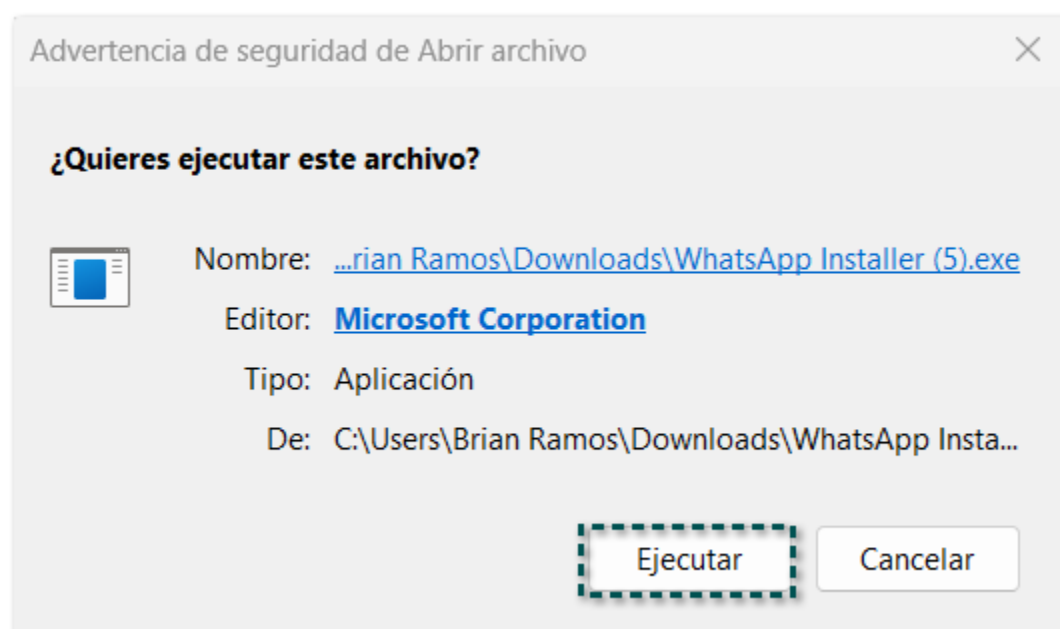 Advertencia de seguridad de Abrir archivo
¿Quieres ejecutar este archivo?
Nombre: ...rian Ramos\Downloads\WhatsApp Installer (5).exe
Editor: Microsoft Corporation
Tipo: Aplicación
De: C:\Users\Brian Ramos\Downloads\WhatsApp Insta...
Ejecutar Cancelar